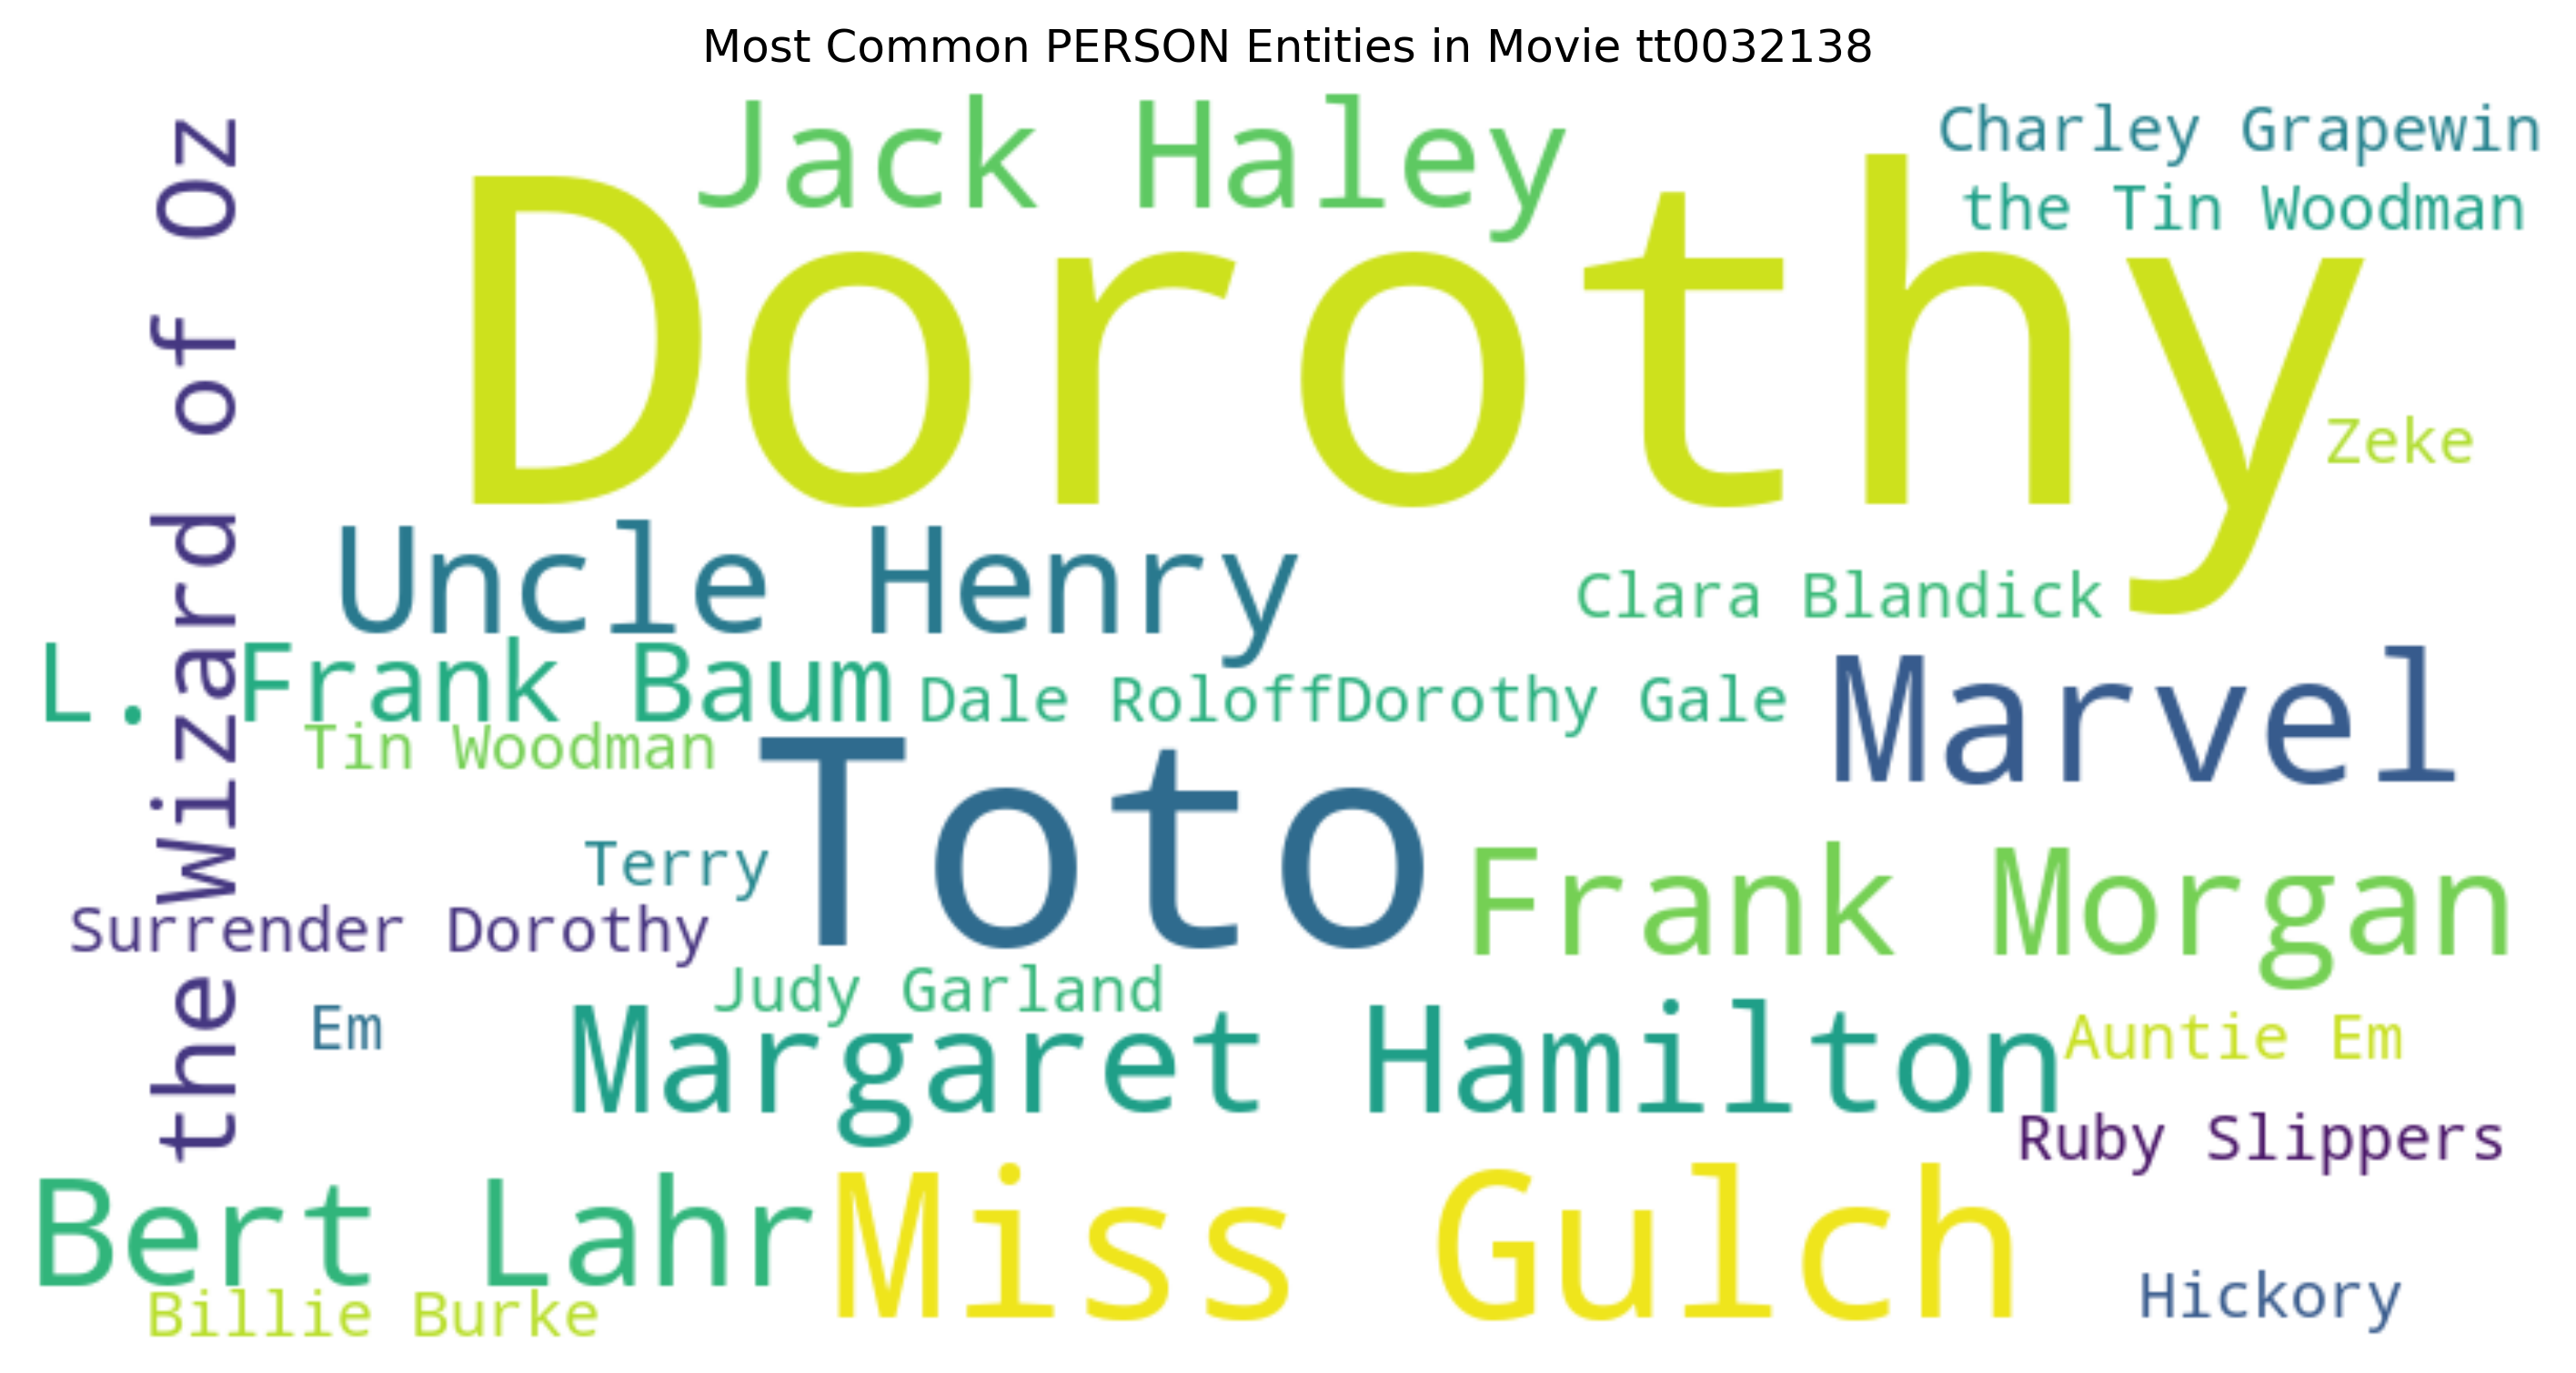 Most Common PERSON Entities in Movie tt0032138
the Wizard of Oz
Jack Haley
Charley Grapewin
the Tin Woodman
Dorothy
Zeke
Uncle Henry
Clara Blandick
L. Frank Baum
Dale Roloff
Dorothy Gale
Marvel
Tin Woodman
Toto
Terry
Frank Morgan
Surrender Dorothy
Judy Garland
Em
Margaret Hamilton
Auntie Em
Ruby Slippers
Bert Lahr
Miss Gulch
Billie Burke
Hickory